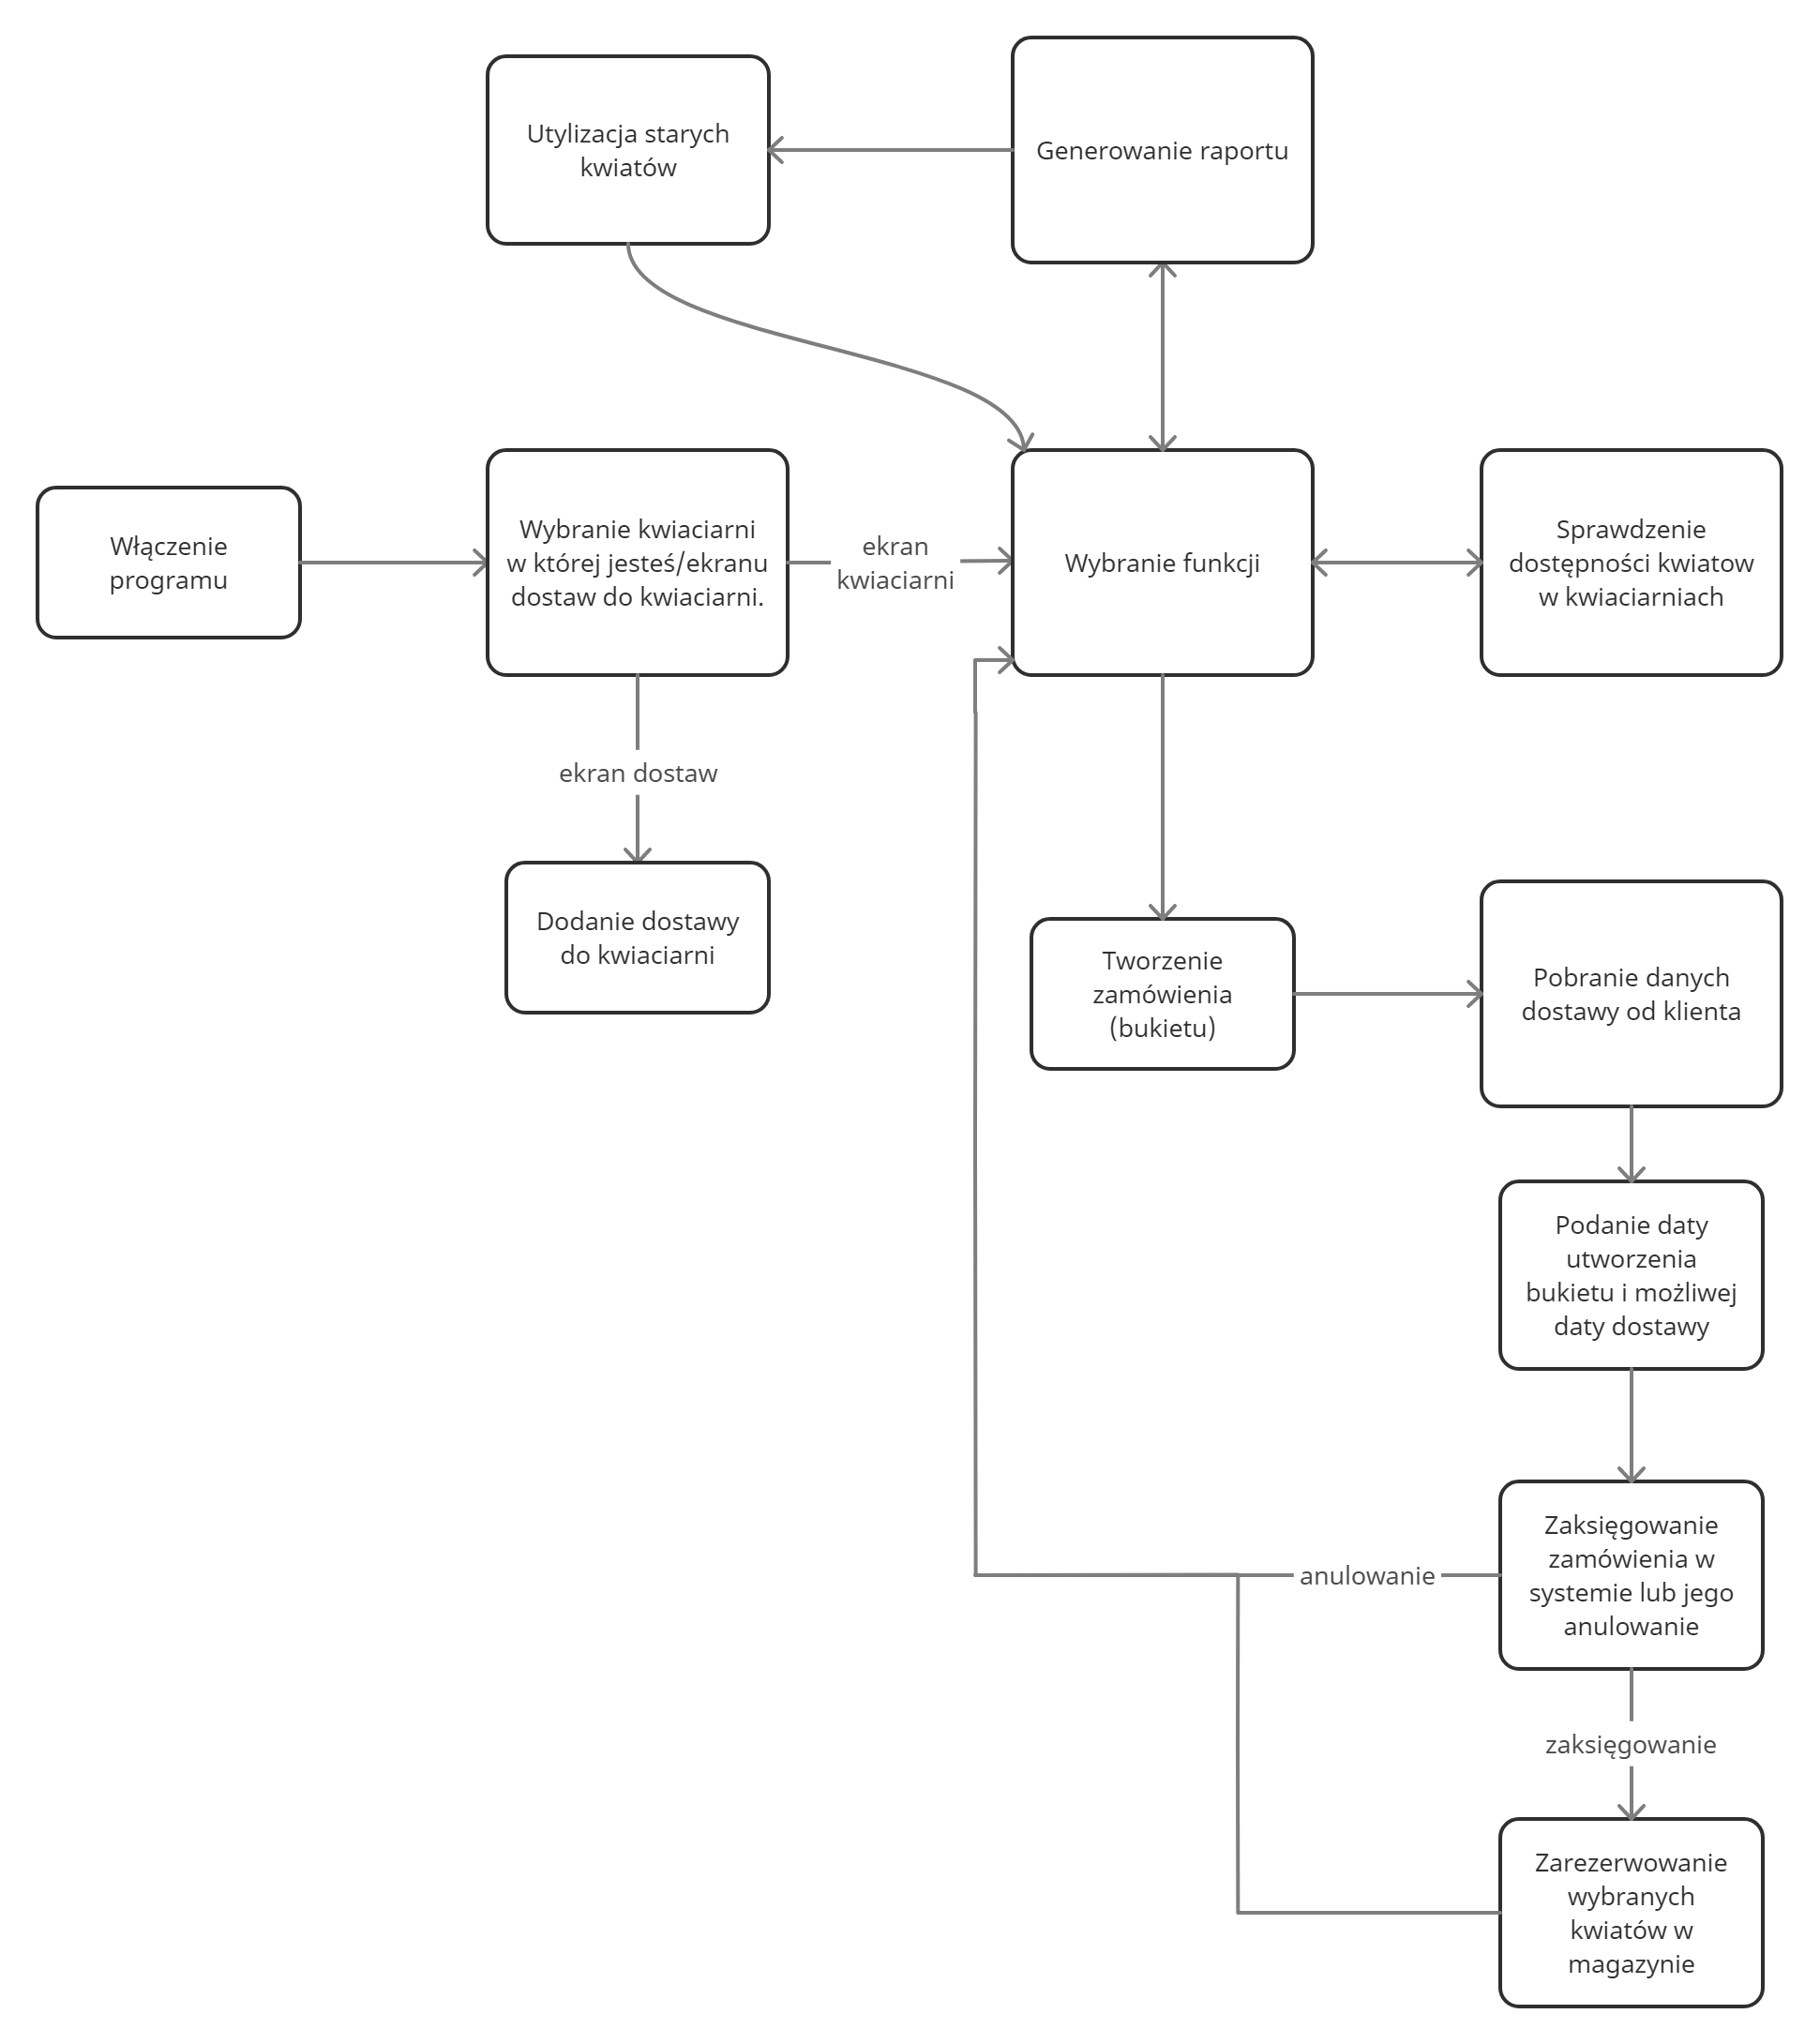 Utylizacja starych
kwiatów
Generowanie raportu
Włączenie
programu
Wybranie kwiaciarni
w której jesteś/ekranu
dostaw do kwiaciarni.
ekran
kwiaciarni
Wybranie funkcji
Sprawdzenie
dostępności kwiatow
w kwiaciarniach
ekran dostaw
Dodanie dostawy
do kwiaciarni
Tworzenie
zamówienia
(bukietu)
Pobranie danych
dostawy od klienta
Podanie daty
utworzenia
bukietu i możliwej
daty dostawy
Zaksięgowanie
zamówienia w
systemie lub jego
anulowanie
anulowanie
zaksięgowanie
Zarezerwowanie
wybranych
kwiatów w
magazynie